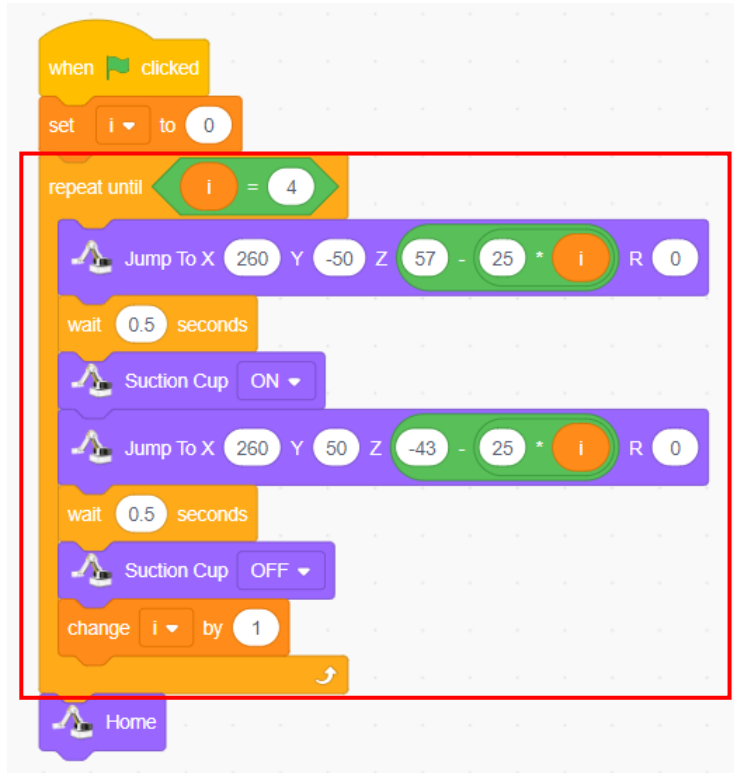 when clicked
set i to 0
repeat until i = 4
Jump To X 260 Y -50 Z 57 - 25 * i R 0
wait 0.5 seconds
Suction Cup ON
Jump To X 260 Y 50 Z -43 - 25 * i R 0
wait 0.5 seconds
Suction Cup OFF
change i by 1
Home